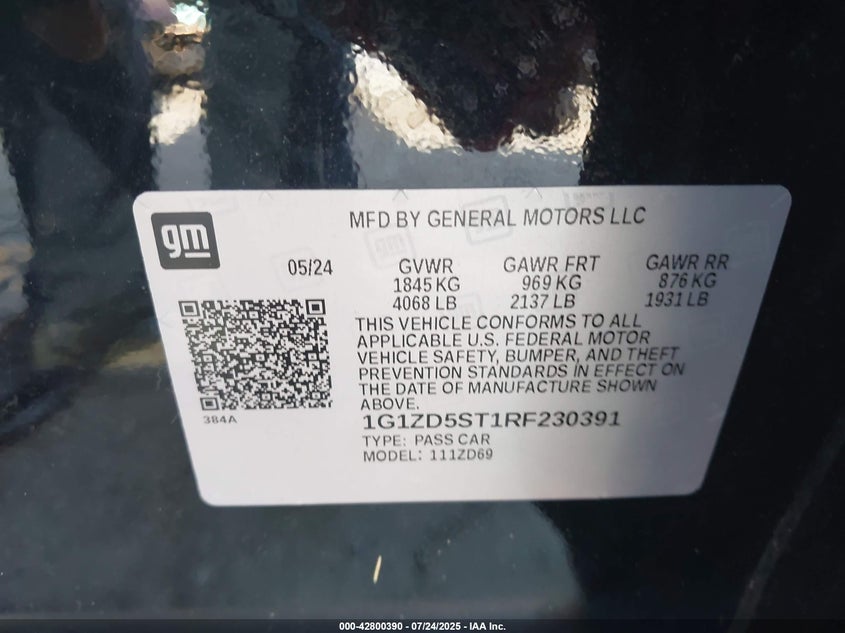 gm
MFD BY GENERAL MOTORS LLC
05/24
GVWR GAWR FRT GAWR RR
1845 KG 969 KG 876 KG
4068 LB 2137 LB 1931 LB
THIS VEHICLE CONFORMS TO ALL
APPLICABLE U.S. FEDERAL MOTOR
VEHICLE SAFETY, BUMPER, AND THEFT
PREVENTION STANDARDS IN EFFECT ON
THE DATE OF MANUFACTURE SHOWN
ABOVE.
384A
1G1ZD5ST1RF230391
TYPE: PASS CAR
MODEL: 111ZD69
000-42800390 - 07/24/2025 - IAA Inc.